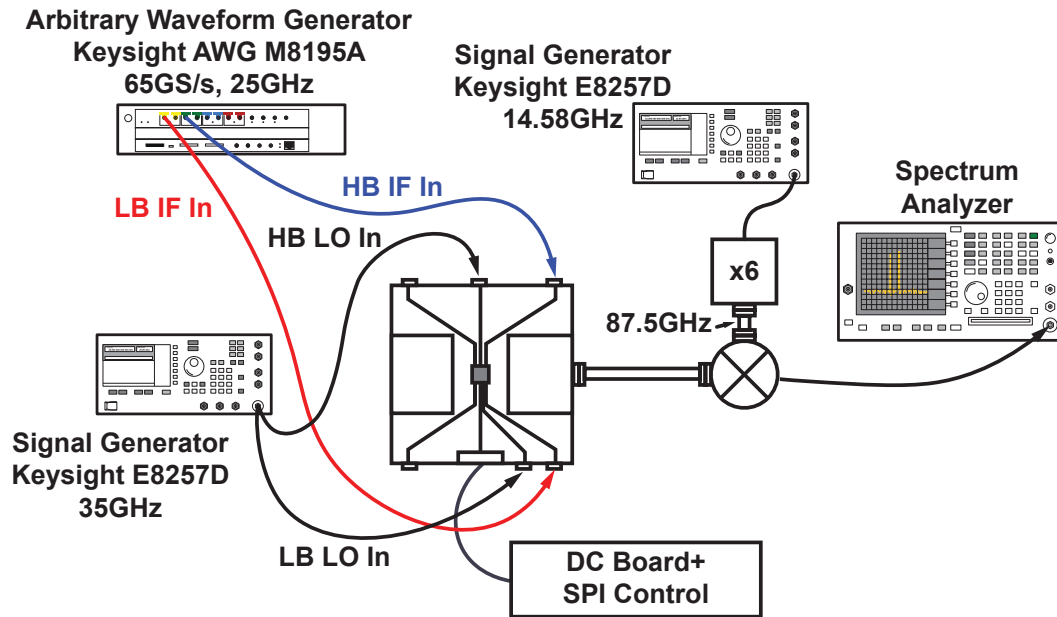 Arbitrary Waveform Generator
Keysight AWG M8195A
65GS/s, 25GHz
Signal Generator
Keysight E8257D
14.58GHz
Spectrum
Analyzer
LB IF In
HB IF In
HB LO In
x6
87.5GHz
Signal Generator
Keysight E8257D
35GHz
LB LO In
DC Board+
SPI Control